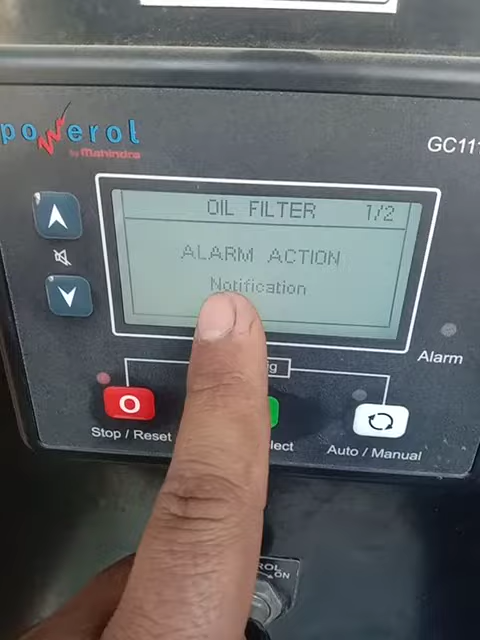 powerol
by Mahindra
GC111
OIL FILTER 1/2
ALARM ACTION
Notification
Alarm
Stop / Reset
Auto / Manual